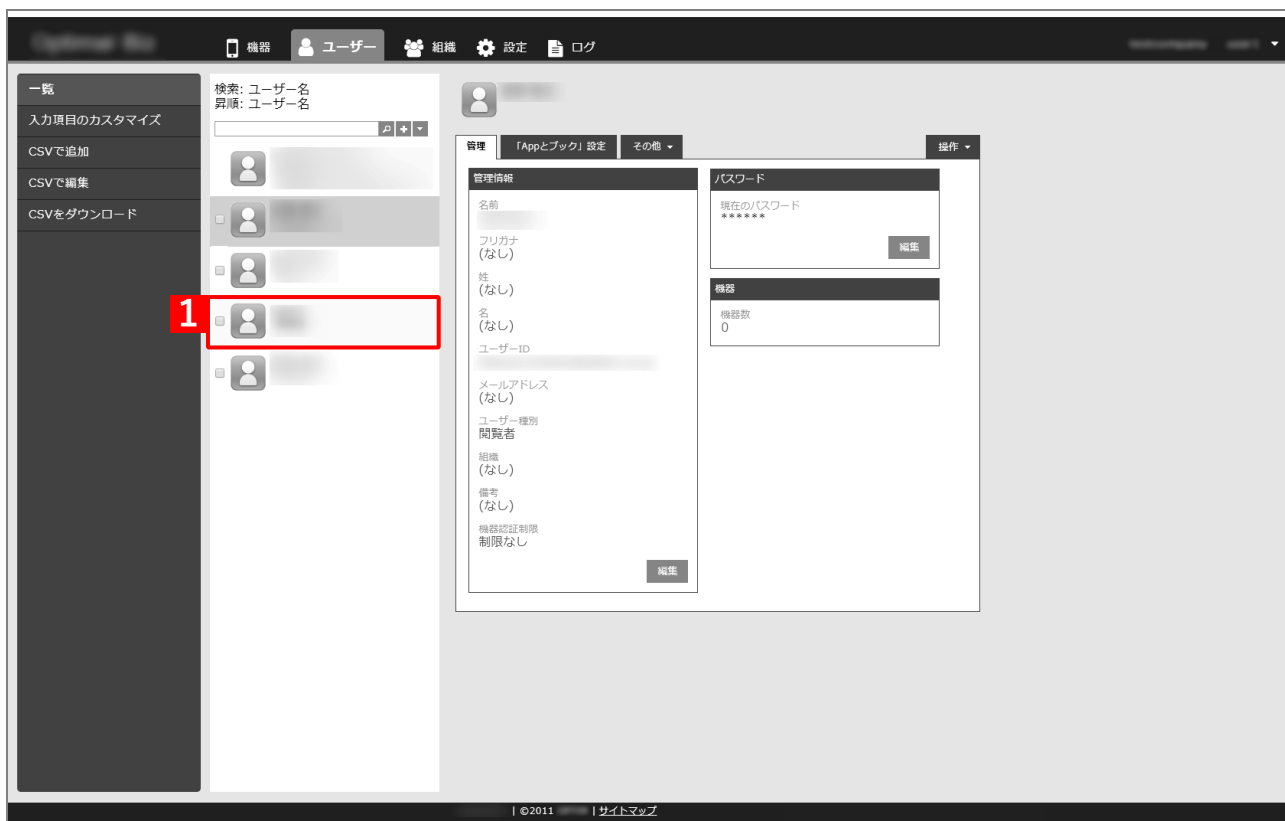 機器
ユーザー
組織
設定
ログ
一覧
入力項目のカスタマイズ
CSVで追加
CSVで編集
CSVをダウンロード
検索: ユーザー名
昇順: ユーザー名
1
管理
「Appとブック」設定
その他
操作
管理情報
名前
フリガナ
(なし)
姓
(なし)
名
(なし)
ユーザーID
メールアドレス
(なし)
ユーザー種別
閲覧者
組織
(なし)
備考
(なし)
機器認証制限
制限なし
編集
パスワード
現在のパスワード
******
編集
機器
機器数
0
| ©2011 | サイトマップ